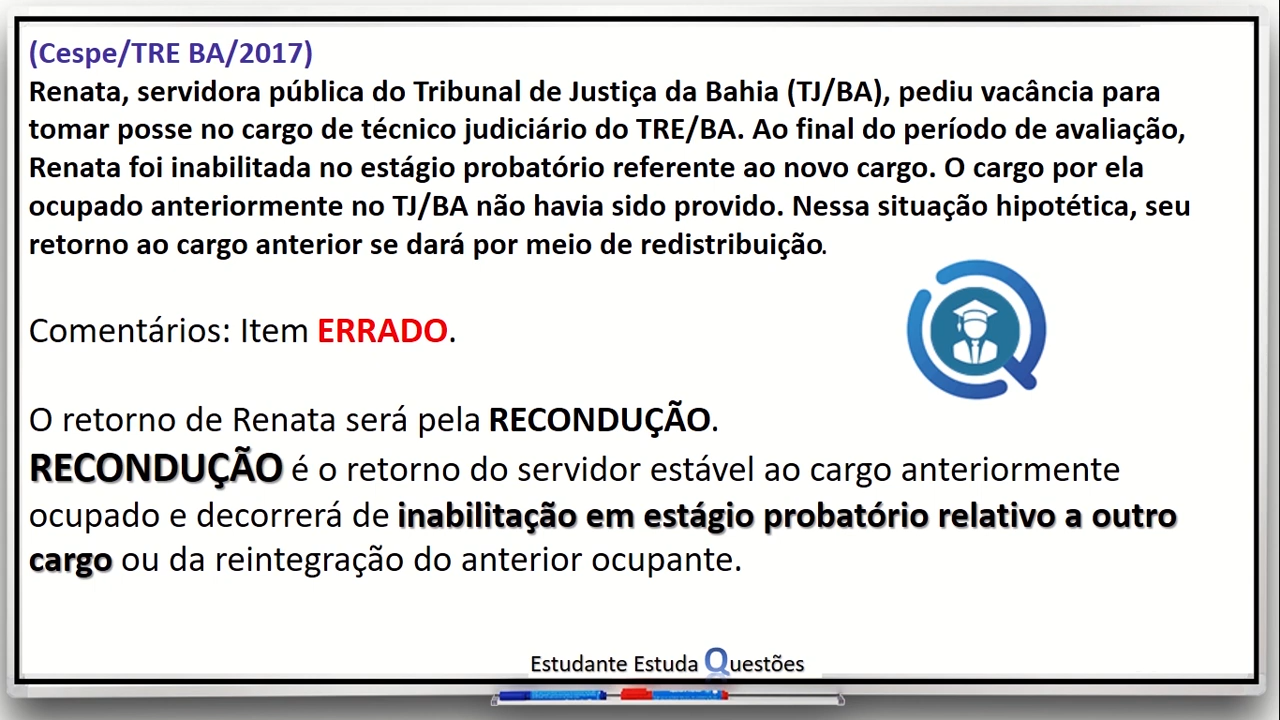 (Cespe/TRE BA/2017)
Renata, servidora pública do Tribunal de Justiça da Bahia (TJ/BA), pediu vacância para
tomar posse no cargo de técnico judiciário do TRE/BA. Ao final do período de avaliação,
Renata foi inabilitada no estágio probatório referente ao novo cargo. O cargo por ela
ocupado anteriormente no TJ/BA não havia sido provido. Nessa situação hipotética, seu
retorno ao cargo anterior se dará por meio de redistribuição.
Comentários: Item ERRADO.
O retorno de Renata será pela RECONDUÇÃO.
RECONDUÇÃO é o retorno do servidor estável ao cargo anteriormente
ocupado e decorrerá de inabilitação em estágio probatório relativo a outro
cargo ou da reintegração do anterior ocupante.
Estudante Estuda Questões